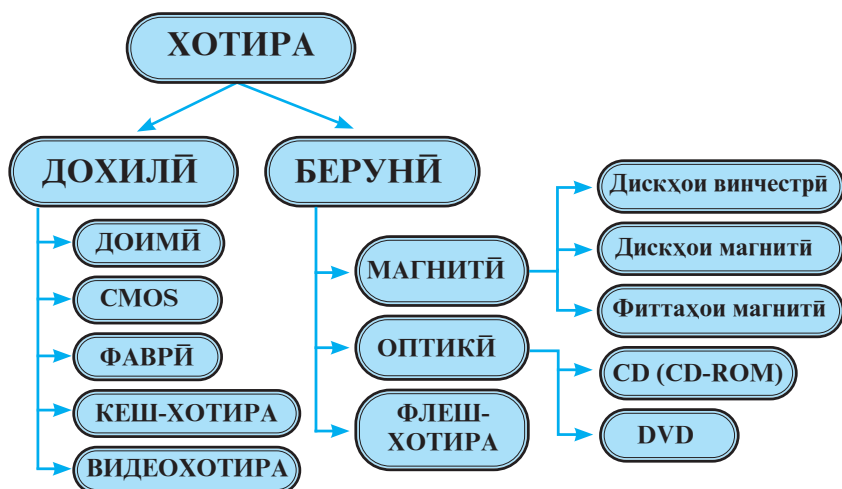 ХОТИРА
ДОХИЛӢ
ДОИМӢ
CMOS
ФАВРӢ
КЕШ-ХОТИРА
ВИДЕОХОТИРА
БЕРУНӢ
МАГНИТӢ
Дискҳои винчестрӣ
Дискҳои магнитӣ
Фиттаҳои магнитӣ
ОПТИКӢ
CD (CD-ROM)
DVD
ФЛЕШ-
ХОТИРА